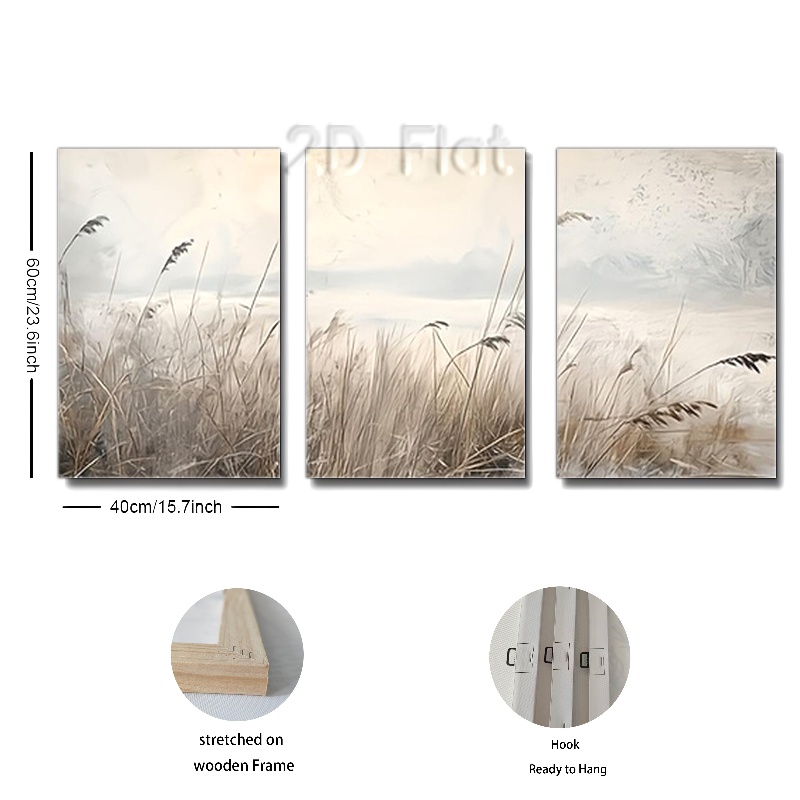 2D Flat
60cm/23.6inch
40cm/15.7inch
stretched on
wooden Frame
Hook
Ready to Hang